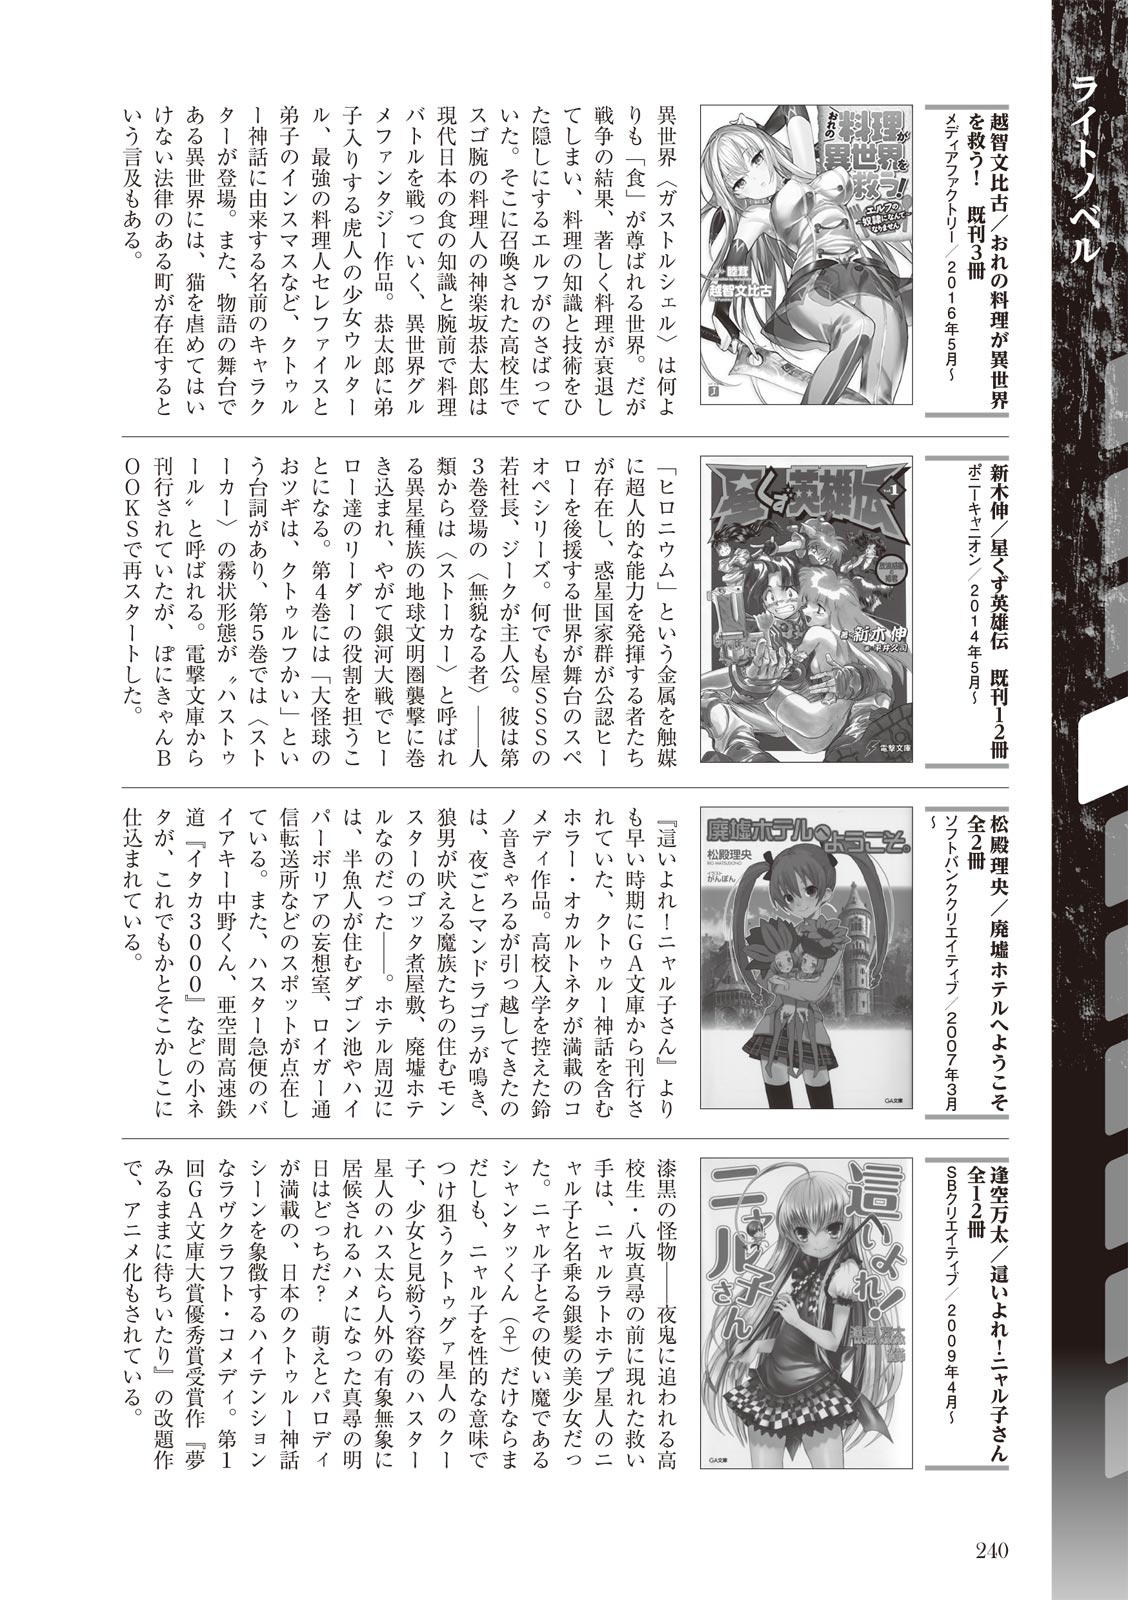 ライトノベル
越智文比古／おれの料理が異世界
を救う！　既刊3冊
メディアファクトリー／2016年5月〜
おれの
料理が
異世界を
救う！
エルフの
奴隷になんて
なりません
睦茸
越智文比古
異世界〈ガストルシェル〉は何よ
りも「食」が尊ばれる世界。だが
戦争の結果、著しく料理が衰退し
てしまい、料理の知識と技術をひ
た隠しにするエルフがのさばって
いた。そこに召喚された高校生で
スゴ腕の料理人の神楽坂恭太郎は
現代日本の食の知識と腕前で料理
バトルを戦っていく、異世界グル
メファンタジー作品。恭太郎に弟
子入りする虎人の少女ウルター
ル、最強の料理人セレファイスと
弟子のインスマスなど、クトゥル
ー神話に由来する名前のキャラク
ターが登場。また、物語の舞台で
ある異世界には、猫を虐めてはい
けない法律のある町が存在すると
いう言及もある。
新木伸／星くず英雄伝　既刊12冊
ポニーキャニオン／2014年5月〜
星くず英雄伝
1
著●新木 伸
画●平井久司
電撃文庫
「ヒロニウム」という金属を触媒
に超人的な能力を発揮する者たち
が存在し、惑星国家群が公認ヒー
ローを後援する世界が舞台のスペ
オペシリーズ。何でも屋SSSの
若社長、ジークが主人公。彼は第
3巻登場の〈無貌なる者〉――人
類からは〈ストーカー〉と呼ばれ
る異星種族の地球文明圏襲撃に巻
き込まれ、やがて銀河大戦でヒー
ロー達のリーダーの役割を担うこ
とになる。第4巻には「大怪球の
おツギは、クトゥルフかい」とい
う台詞があり、第5巻では〈スト
ーカー〉の霧状形態が〝ハストゥ
ール〟と呼ばれる。電撃文庫から
刊行されていたが、ぽにきゃんB
OOKSで再スタートした。
松殿理央／廃墟ホテルへようこそ
全2冊
ソフトバンククリエイティブ／2007年3月
〜
廃墟ホテルへようこそ。
松殿理央
RIO MATSUDONO
イラスト
がんぽん
GA文庫
『這いよれ！ニャル子さん』より
も早い時期にGA文庫から刊行さ
れていた、クトゥルー神話を含む
ホラー・オカルトネタが満載のコ
メディ作品。高校入学を控えた鈴
ノ音きゃろるが引っ越してきたの
は、夜ごとマンドラゴラが鳴き、
狼男が吠える魔族たちの住むモン
スターのゴッタ煮屋敷、廃墟ホテ
ルなのだった――。ホテル周辺に
は、半魚人が住むダゴン池やハイ
パーボリアの妄想室、ロイガー通
信転送所などのスポットが点在し
ている。また、ハスター急便のバ
イアキー中野くん、亜空間高速鉄
道『イタカ3000』などの小ネ
タが、これでもかとそこかしこに
仕込まれている。
逢空万太／這いよれ！ニャル子さん
全12冊
SBクリエイティブ／2009年4月〜
這いよれ！
ニャル子さん
逢空万太
GA文庫
漆黒の怪物――夜鬼に追われる高
校生・八坂真尋の前に現れた救い
手は、ニャルラトホテプ星人のニ
ャル子と名乗る銀髪の美少女だっ
た。ニャル子とその使い魔である
シャンタッくん（♀）だけならま
だしも、ニャル子を性的な意味で
つけ狙うクトゥグァ星人のクー
子、少女と見紛う容姿のハスター
星人のハス太ら人外の有象無象に
居候されるハメになった真尋の明
日はどっちだ？　萌えとパロディ
が満載の、日本のクトゥルー神話
シーンを象徴するハイテンション
なラヴクラフト・コメディ。第1
回GA文庫大賞優秀賞受賞作『夢
みるままに待ちいたり』の改題作
で、アニメ化もされている。
240